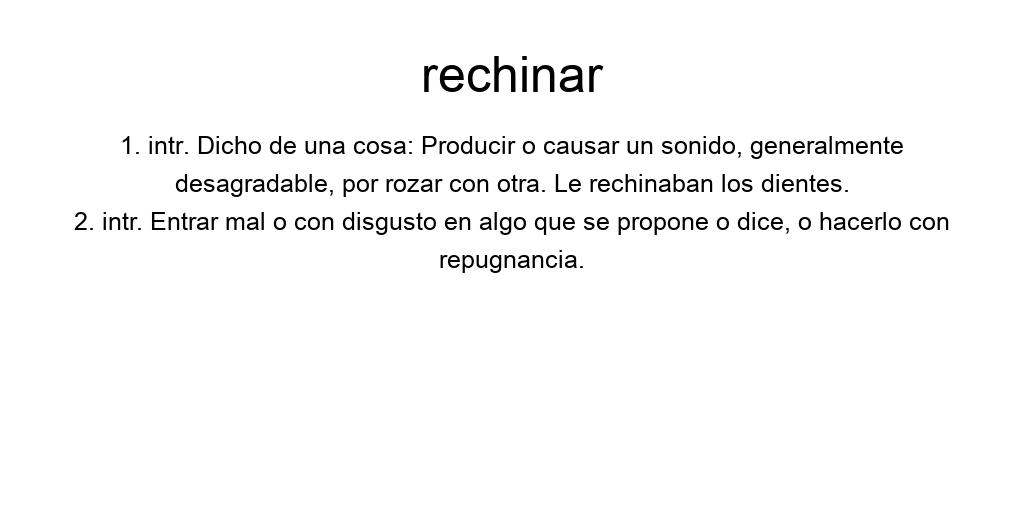 rechinar
1. intr. Dicho de una cosa: Producir o causar un sonido, generalmente
desagradable, por rozar con otra. Le rechinaban los dientes.
2. intr. Entrar mal o con disgusto en algo que se propone o dice, o hacerlo con
repugnancia.